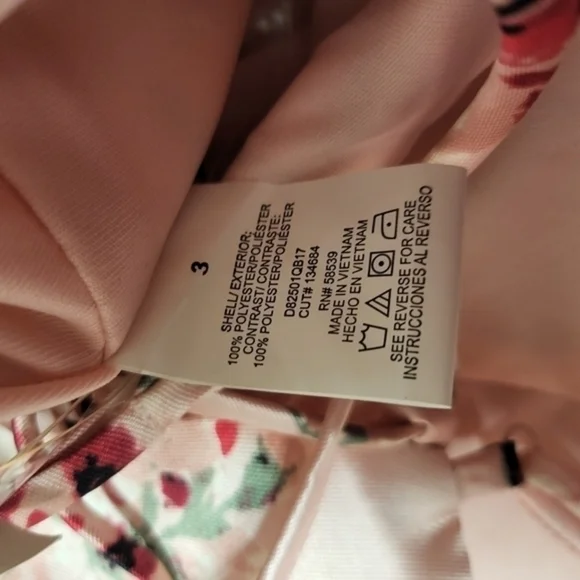 3
SHELL/ EXTERIOR:
100% POLYESTER/POLIÉSTER
CONTRAST/ CONTRASTE:
100% POLYESTER/POLIÉSTER
D82501QB17
CUT# 134684
RN# 58539
MADE IN VIETNAM
HECHO EN VIETNAM
SEE REVERSE FOR CARE
INSTRUCCIONES AL REVERSO